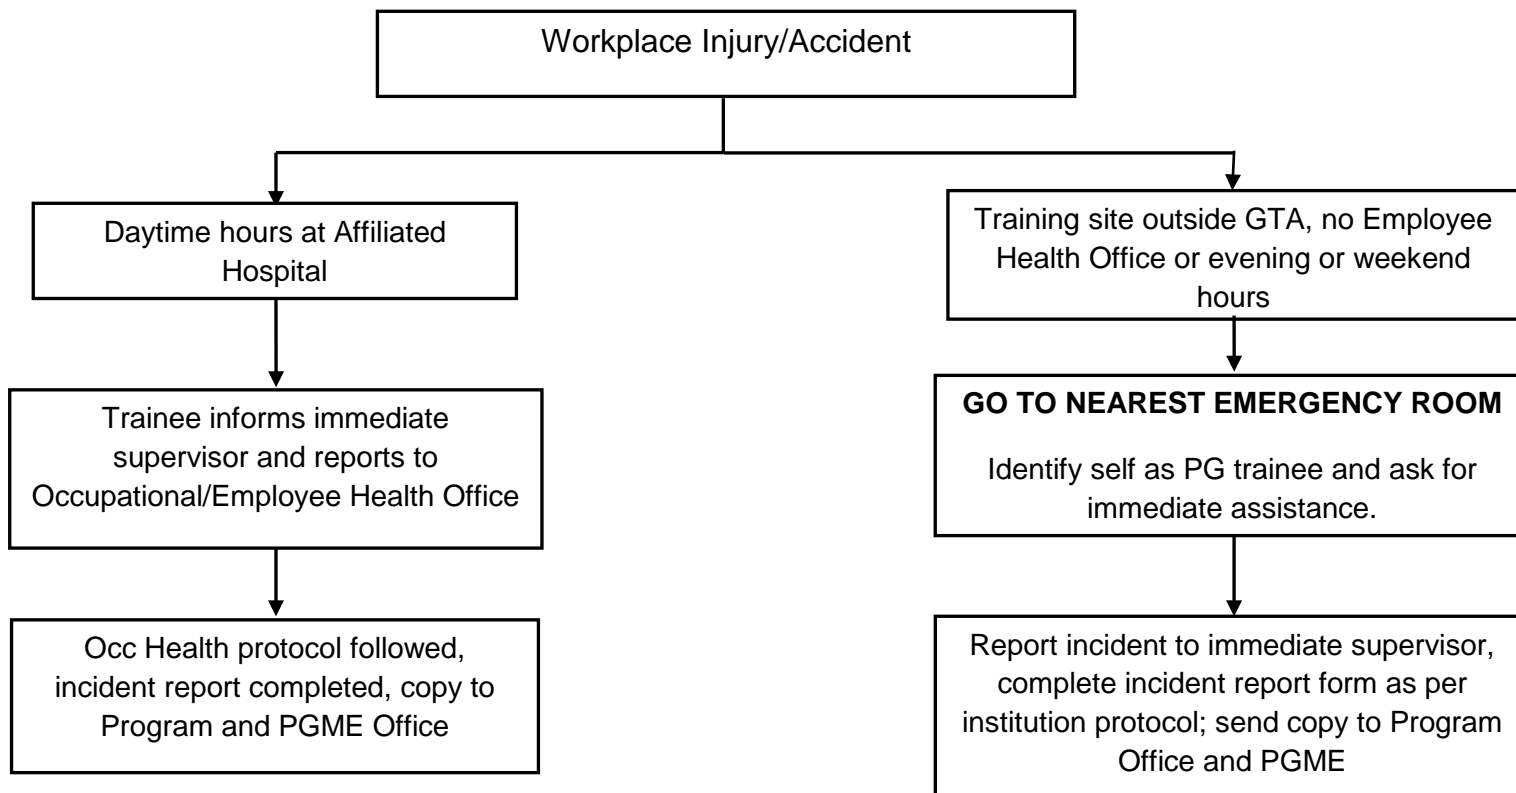 Workplace Injury/Accident
Daytime hours at Affiliated
Hospital
Training site outside GTA, no Employee
Health Office or evening or weekend
hours
Trainee informs immediate
supervisor and reports to
Occupational/Employee Health Office
GO TO NEAREST EMERGENCY ROOM
Identify self as PG trainee and ask for
immediate assistance.
Occ Health protocol followed,
incident report completed, copy to
Program and PGME Office
Report incident to immediate supervisor,
complete incident report form as per
institution protocol; send copy to Program
Office and PGME